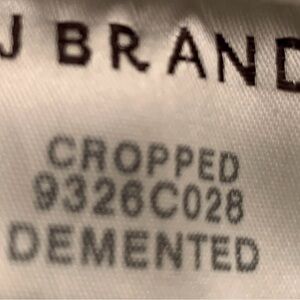 J BRAND
CROPPED
9326C028
DEMENTED